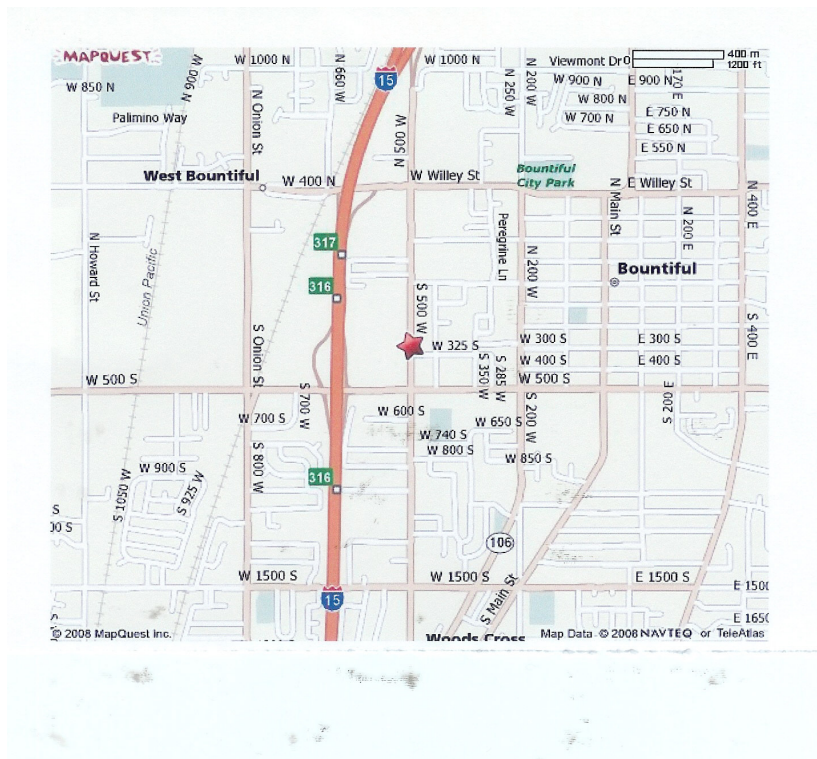 MAPQUEST
400 m
1200 ft
W 1000 N
W 1000 N
Viewmont Dr
0
W 850 N
N 900 W
N 660 W
15
N 250 W
N 200 W
W 900 N
E 900 N
170 E
W 800 N
Palimino Way
N Onion St
W 700 N
E 750 N
E 650 N
E 550 N
N 500 W
West Bountiful
W 400 N
W Willey St
Bountiful
City Park
E Willey St
N Main St
N 400 E
N 200 E
Peregrine Ln
N Howard St
Union Pacific
317
316
N 200 W
Bountiful
S 500 W
S Onion St
W 325 S
W 300 S
E 300 S
S 400 E
W 400 S
E 400 S
S 350 W
S 285 W
W 500 S
W 500 S
S 700 W
S 200 W
S 200 E
W 600 S
W 700 S
W 650 S
W 740 S
W 800 S
W 850 S
S 800 W
W 900 S
316
S 1050 W
S 925 W
S
00 S
106
W 1500 S
W 1500 S
E 1500 S
E 1500
15
S Main St
E 1650
© 2008 MapQuest Inc.
Woods Cross
Map Data © 2008 NAVTEQ or TeleAtlas